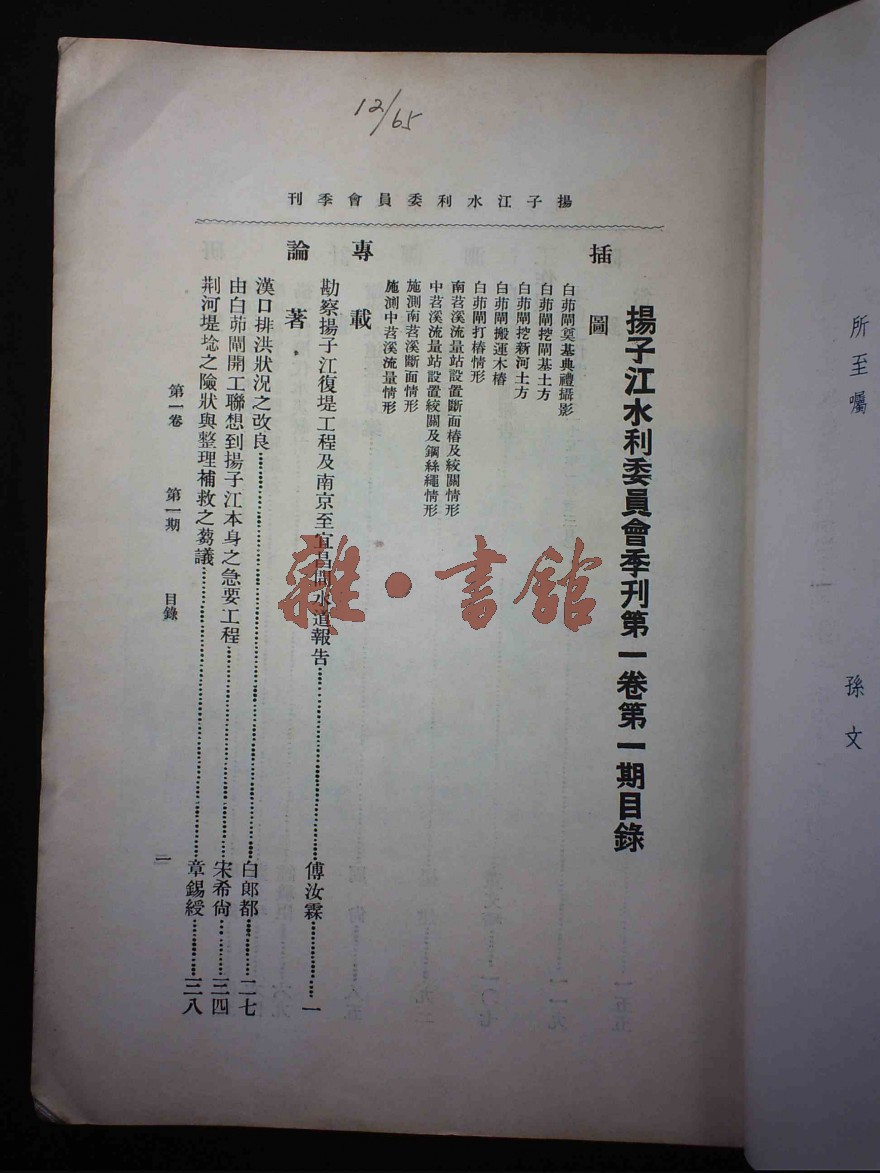 所至囑
孫文
12/65
刊季會員委利水江子揚
揚子江水利委員會季刊第一卷第一期目錄
插圖
白茆閘奠基典禮攝影
白茆閘挖閘基土方
白茆閘挖新河土方
白茆閘搬運木樁
白茆閘打樁情形
南苕溪流量站設置斷面樁及絞關情形
中苕溪流量站設置絞關及鋼絲繩情形
施測南苕溪斷面情形
施測中苕溪流量情形
專載
勘察揚子江復堤工程及南京至宜昌間水道報告……傅汝霖……一
論著
漢口排洪狀況之改良……白郎都……二七
由白茆閘開工聯想到揚子江本身之急要工程……宋希尙……三四
荆河堤埝之險狀與整理補救之蒭議……章錫綬……三八
第一卷 第一期 目錄
一
雜·書館